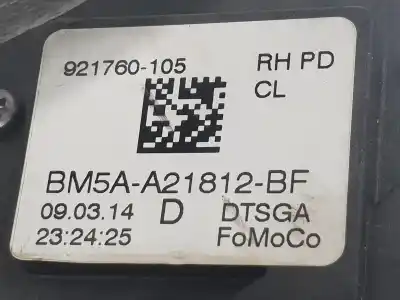 921760-105 RH PD
CL
BM5A-A21812-BF
09.03.14 D DTSGA
23:24:25 FoMoCo